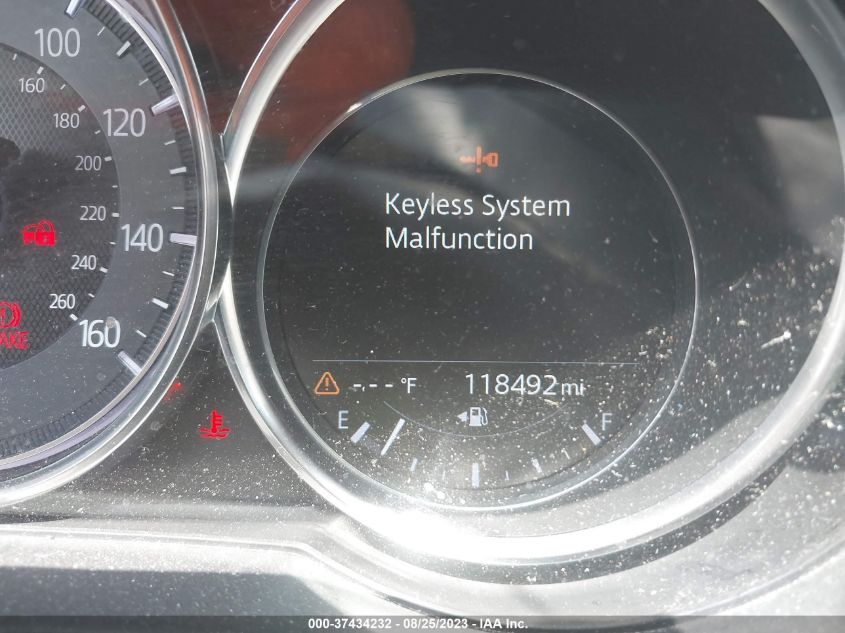 100
160
180
120
200
220
140
240
260
160
Keyless System
Malfunction
-.- - °F 118492 mi
E F
000-37434232 - 08/25/2023 - IAA Inc.